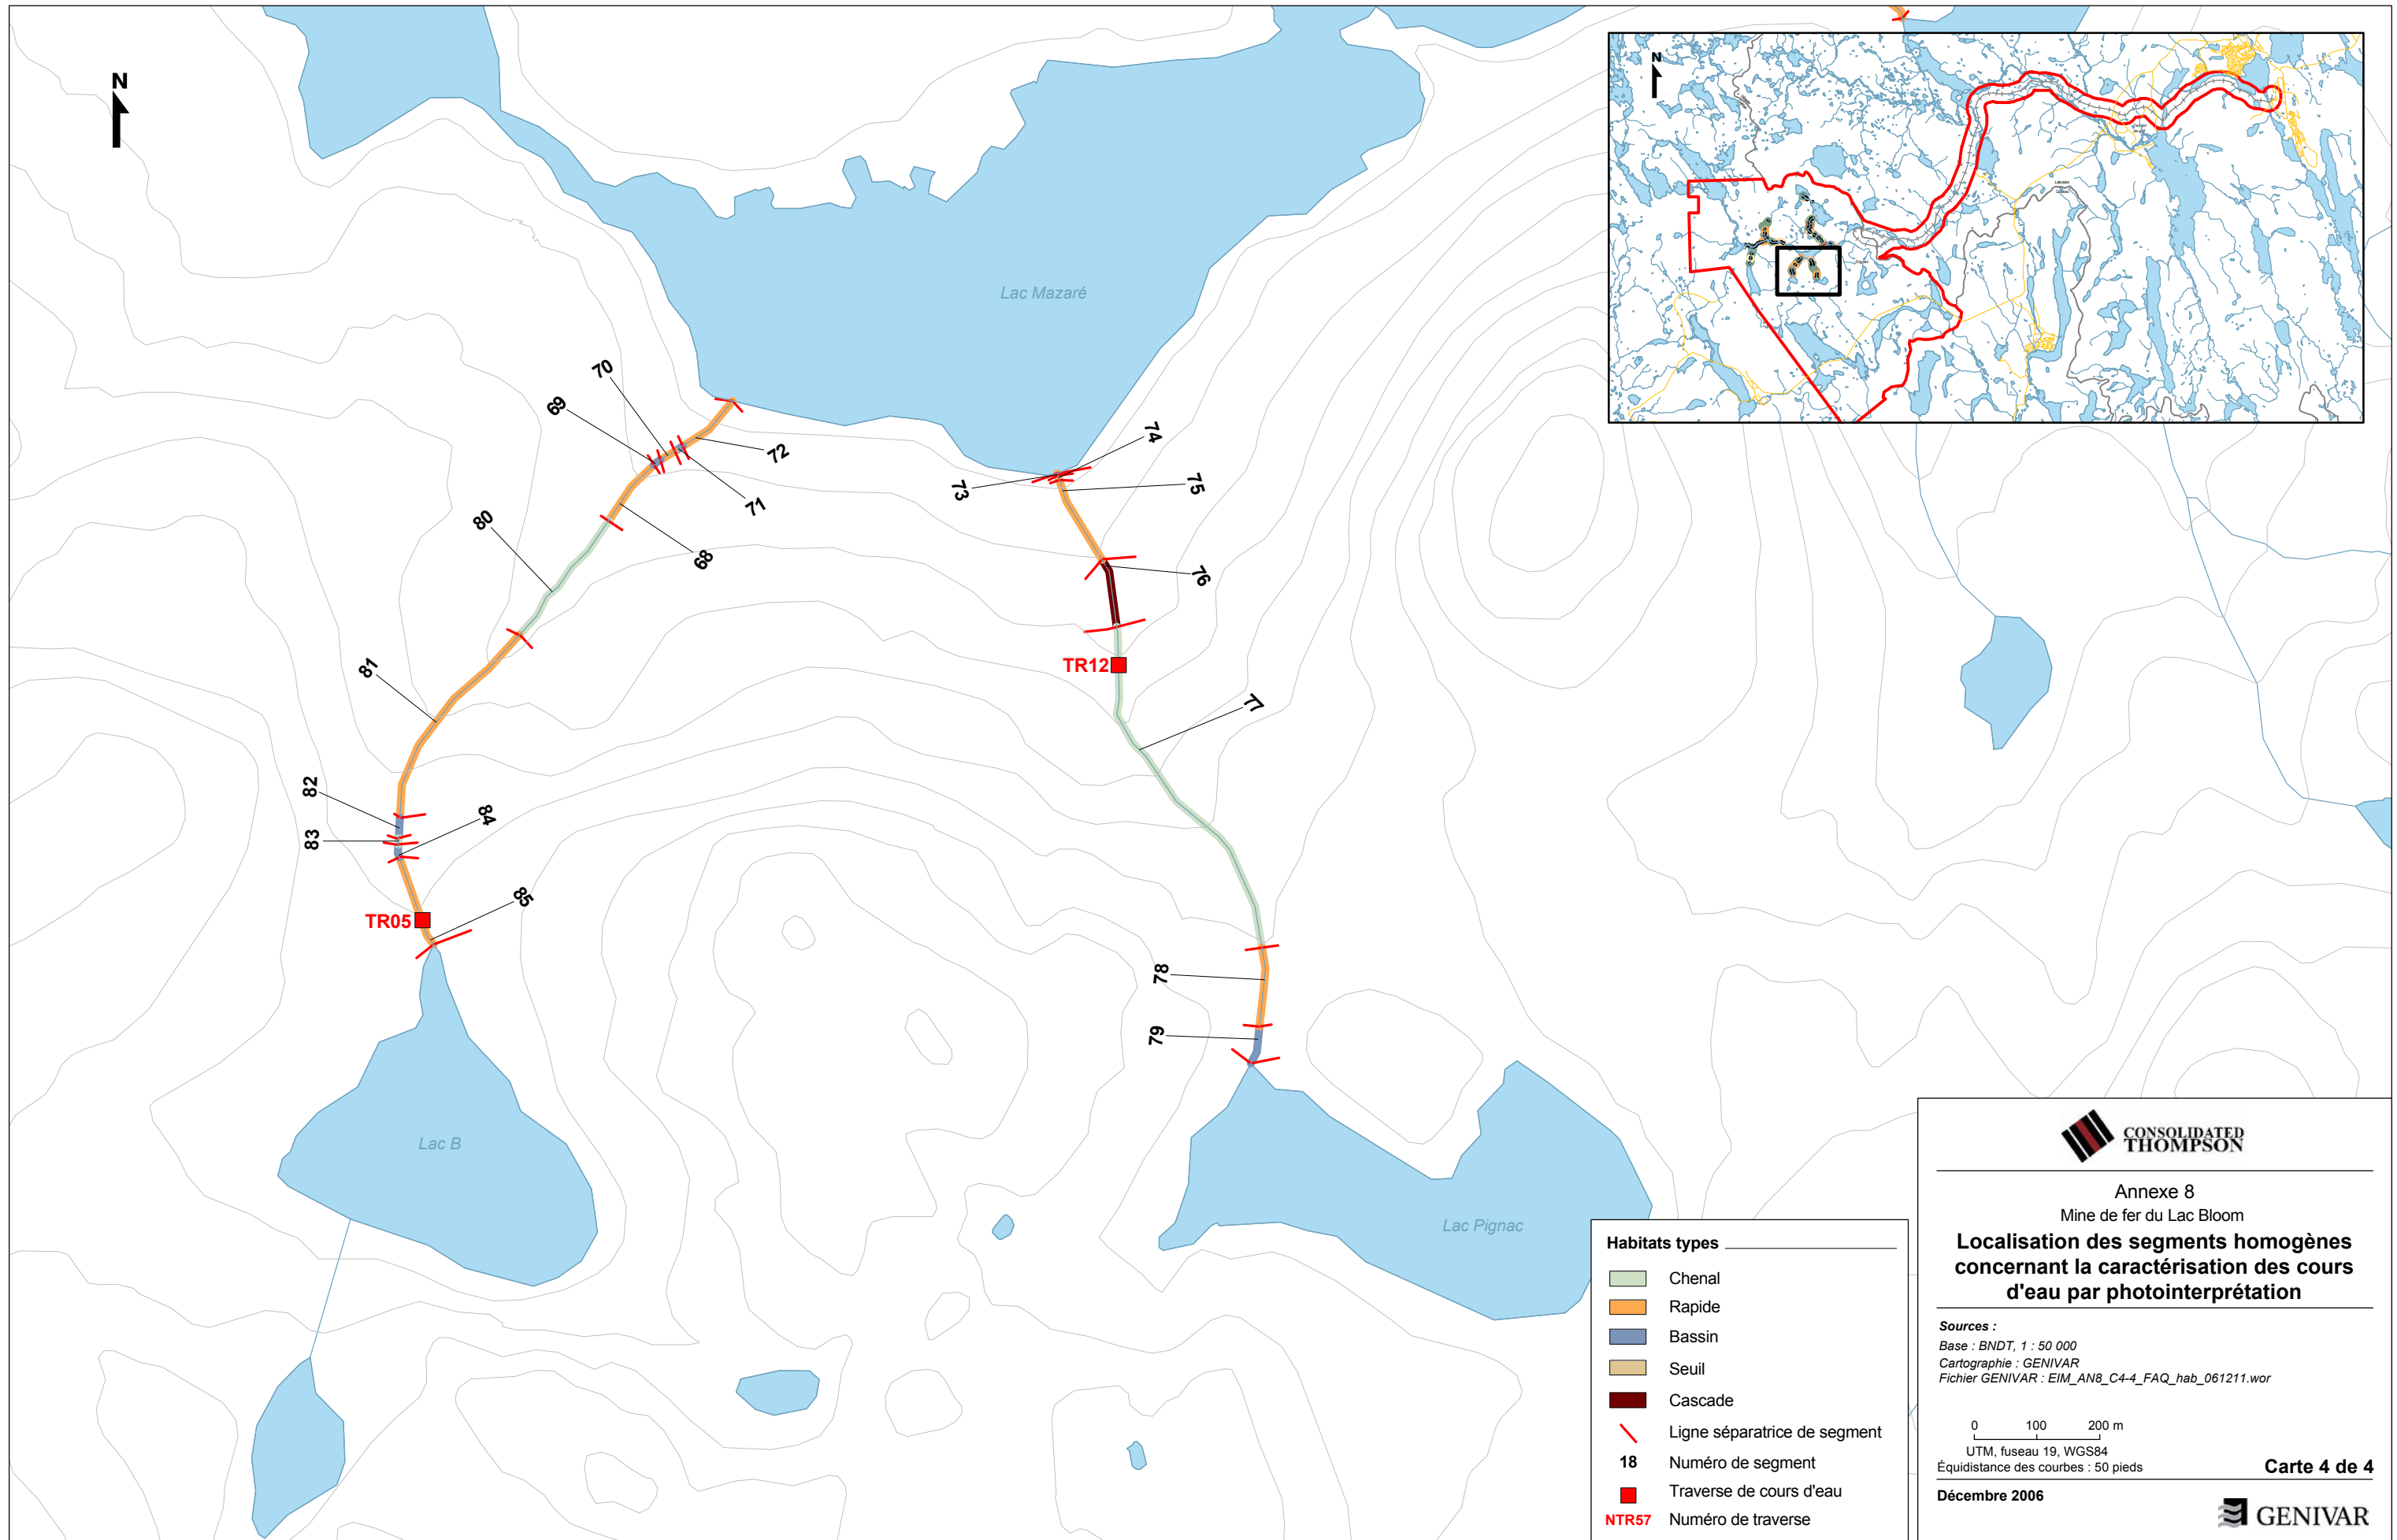 N
N
Lac Mazaré
70
69
72
71
68
80
81
82
83
84
85
TR05
Lac B
74
73
75
76
TR12
77
78
79
Lac Pignac
Habitats types
Chenal
Rapide
Bassin
Seuil
Cascade
Ligne séparatrice de segment
18 Numéro de segment
Traverse de cours d'eau
NTR57 Numéro de traverse
CONSOLIDATED
THOMPSON
Annexe 8
Mine de fer du Lac Bloom
Localisation des segments homogènes
concernant la caractérisation des cours
d'eau par photointerprétation
Sources :
Base : BNDT, 1 : 50 000
Cartographie : GENIVAR
Fichier GENIVAR : EIM_AN8_C4-4_FAQ_hab_061211.wor
0 100 200 m
UTM, fuseau 19, WGS84
Équidistance des courbes : 50 pieds
Carte 4 de 4
Décembre 2006
GENIVAR